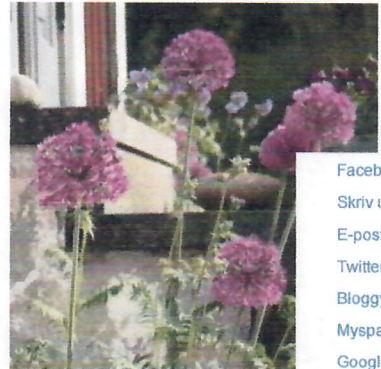 Faceb
Skriv u
E-post
Twitter
Bloggy
Myspa
Googl